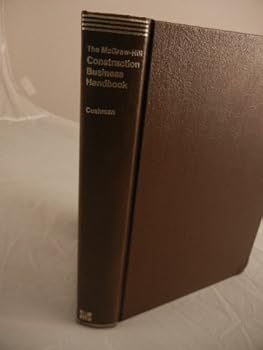 The McGraw-Hill
Construction
Business
Handbook
Cushman